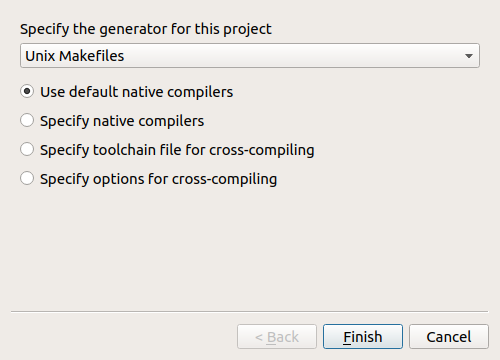 Specify the generator for this project
Unix Makefiles
Use default native compilers
Specify native compilers
Specify toolchain file for cross-compiling
Specify options for cross-compiling
< Back Finish Cancel